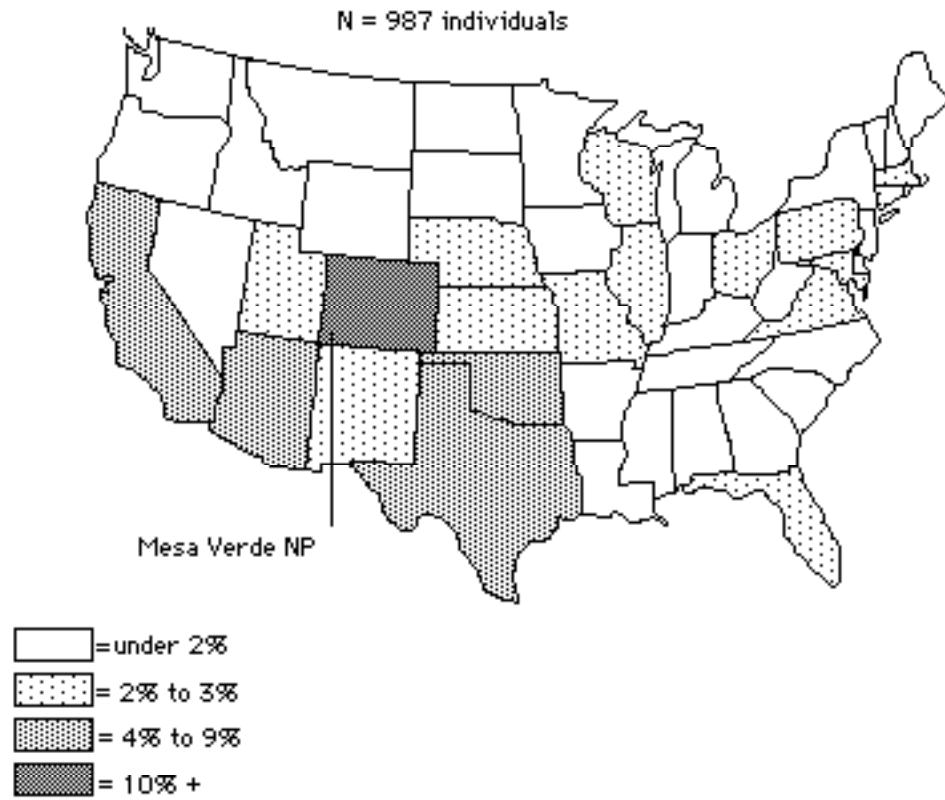 N = 987 individuals
Mesa Verde NP
=under 2%
= 2% to 3%
= 4% to 9%
= 10% +